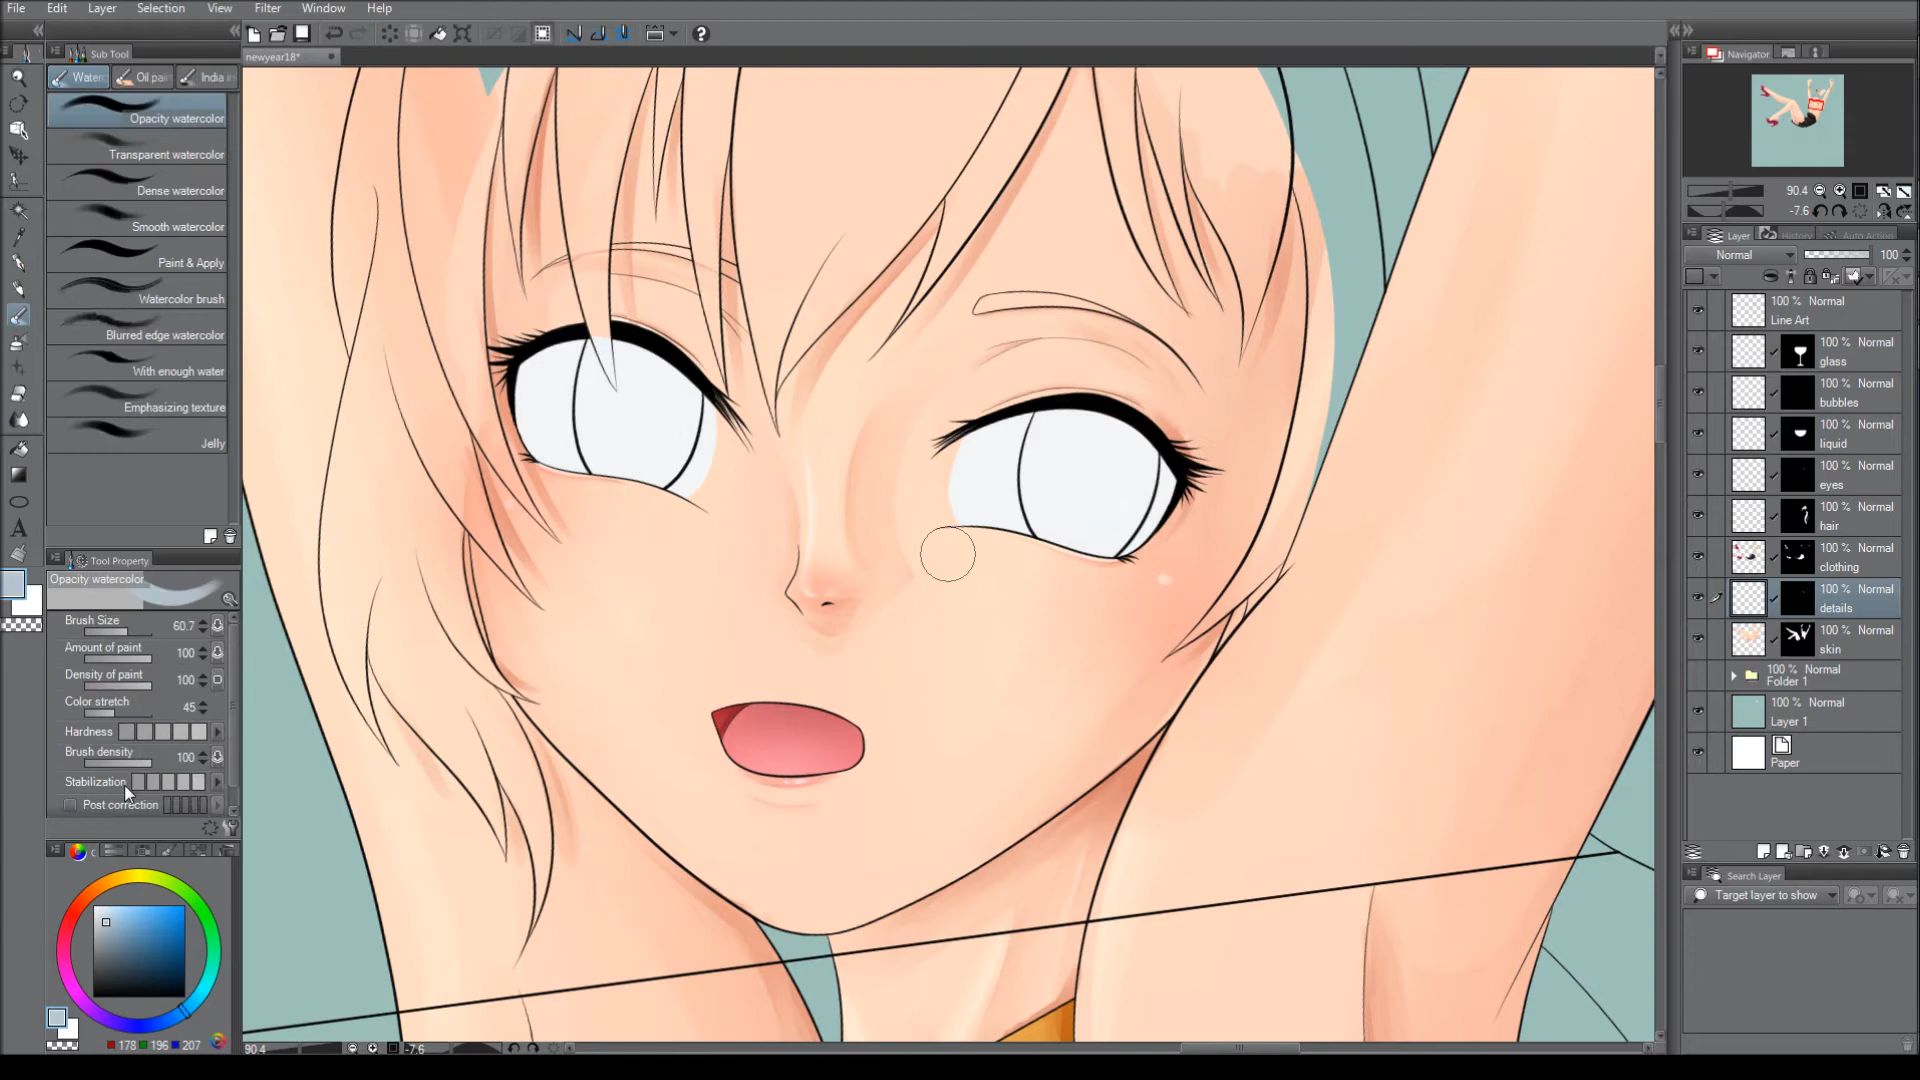 File Edit Layer Selection View Filter Window Help
Sub Tool
newyear18*
Navigator
Waterc Oil pain India in
Opacity watercolor
Transparent watercolor
Dense watercolor
Smooth watercolor
Paint & Apply
Watercolor brush
Blurred edge watercolor
With enough water
Emphasizing texture
Jelly
Tool Property
Opacity watercolor
Brush Size 60.7
Amount of paint 100
Density of paint 100
Color stretch 45
Hardness
Brush density 100
Stabilization
Post correction
178 196 207
90.4
-7.6
90.4
-7.6
Layer History Auto Action
Normal 100
100 % Normal
Line Art
100 % Normal
glass
100 % Normal
bubbles
100 % Normal
liquid
100 % Normal
eyes
100 % Normal
hair
100 % Normal
clothing
100 % Normal
details
100 % Normal
skin
100 % Normal
Folder 1
100 % Normal
Layer 1
Paper
Search Layer
Target layer to show